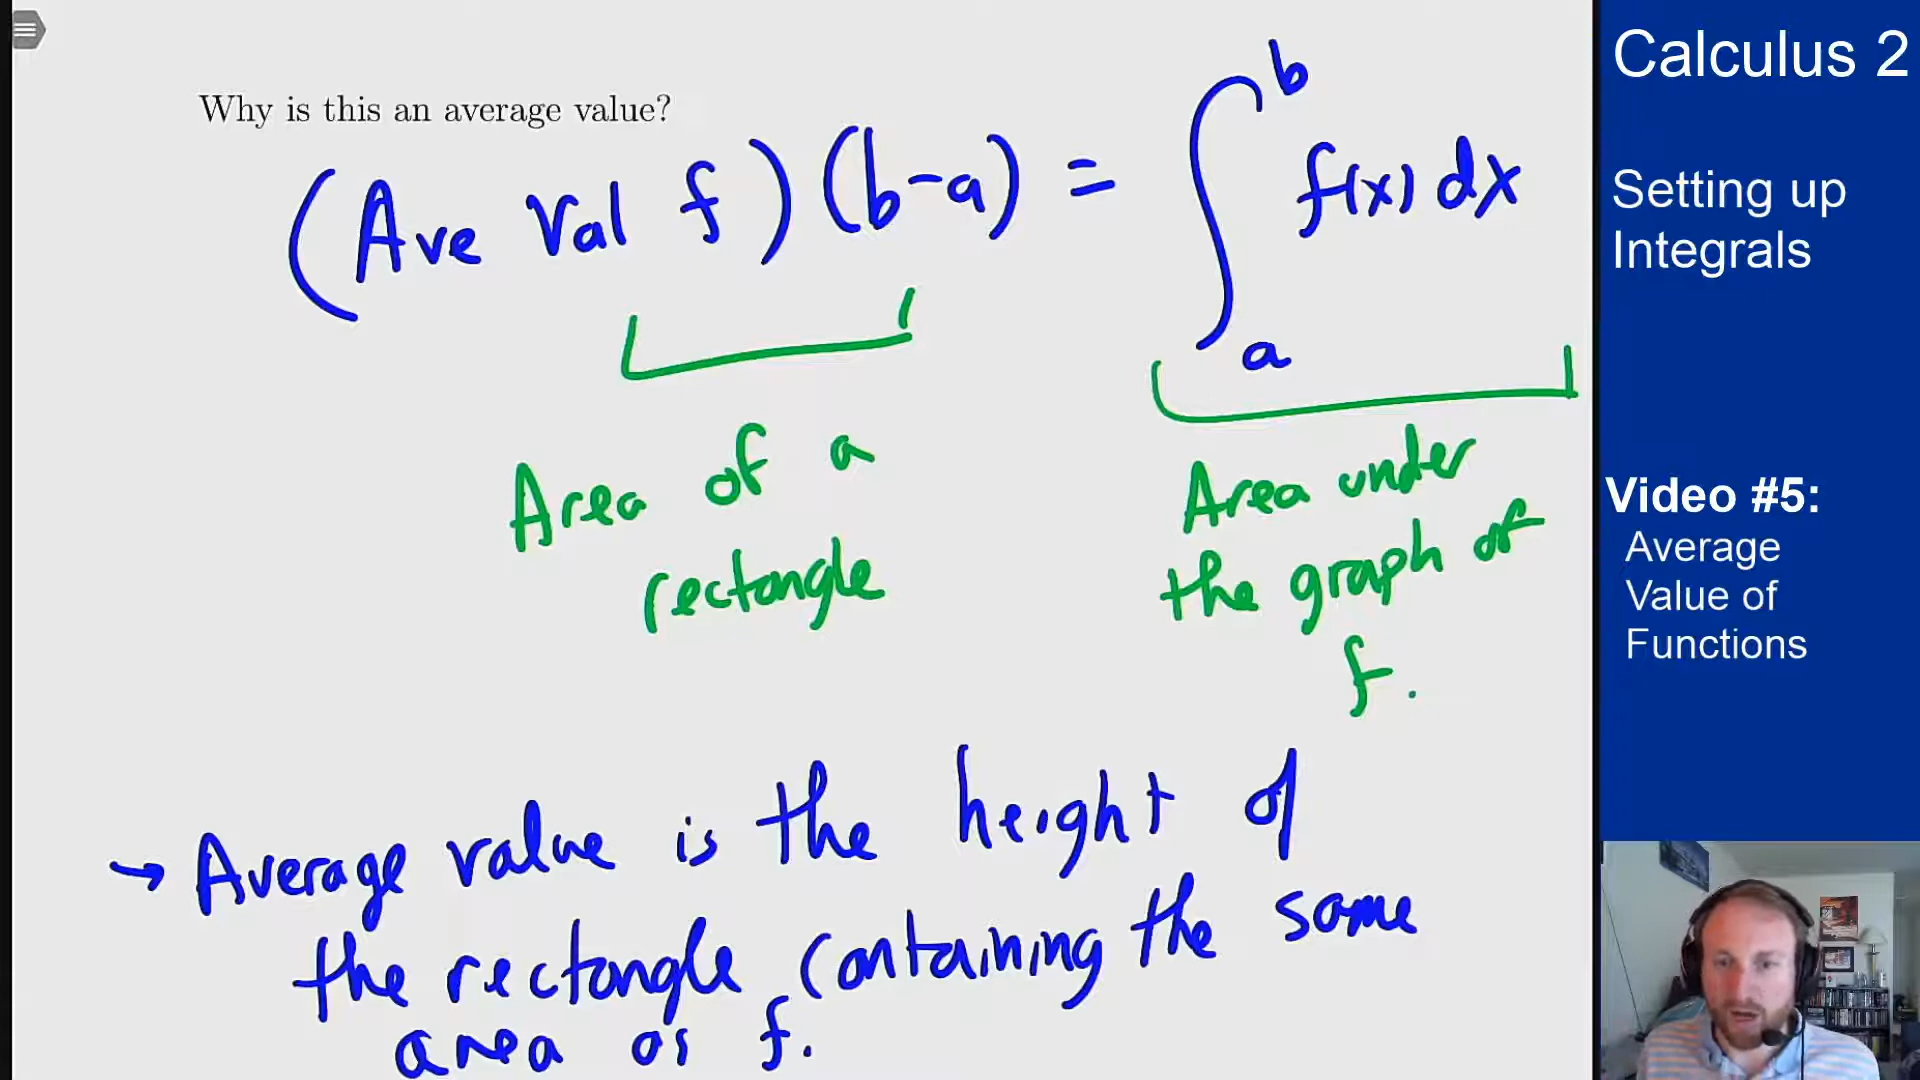 Why is this an average value?
(Ave Val f)(b-a) = ∫_a^b f(x) dx
Area of a
rectangle
Area under
the graph of
f.
→ Average value is the height of
the rectangle containing the same
area as f.
Calculus 2
Setting up
Integrals
Video #5:
Average
Value of
Functions